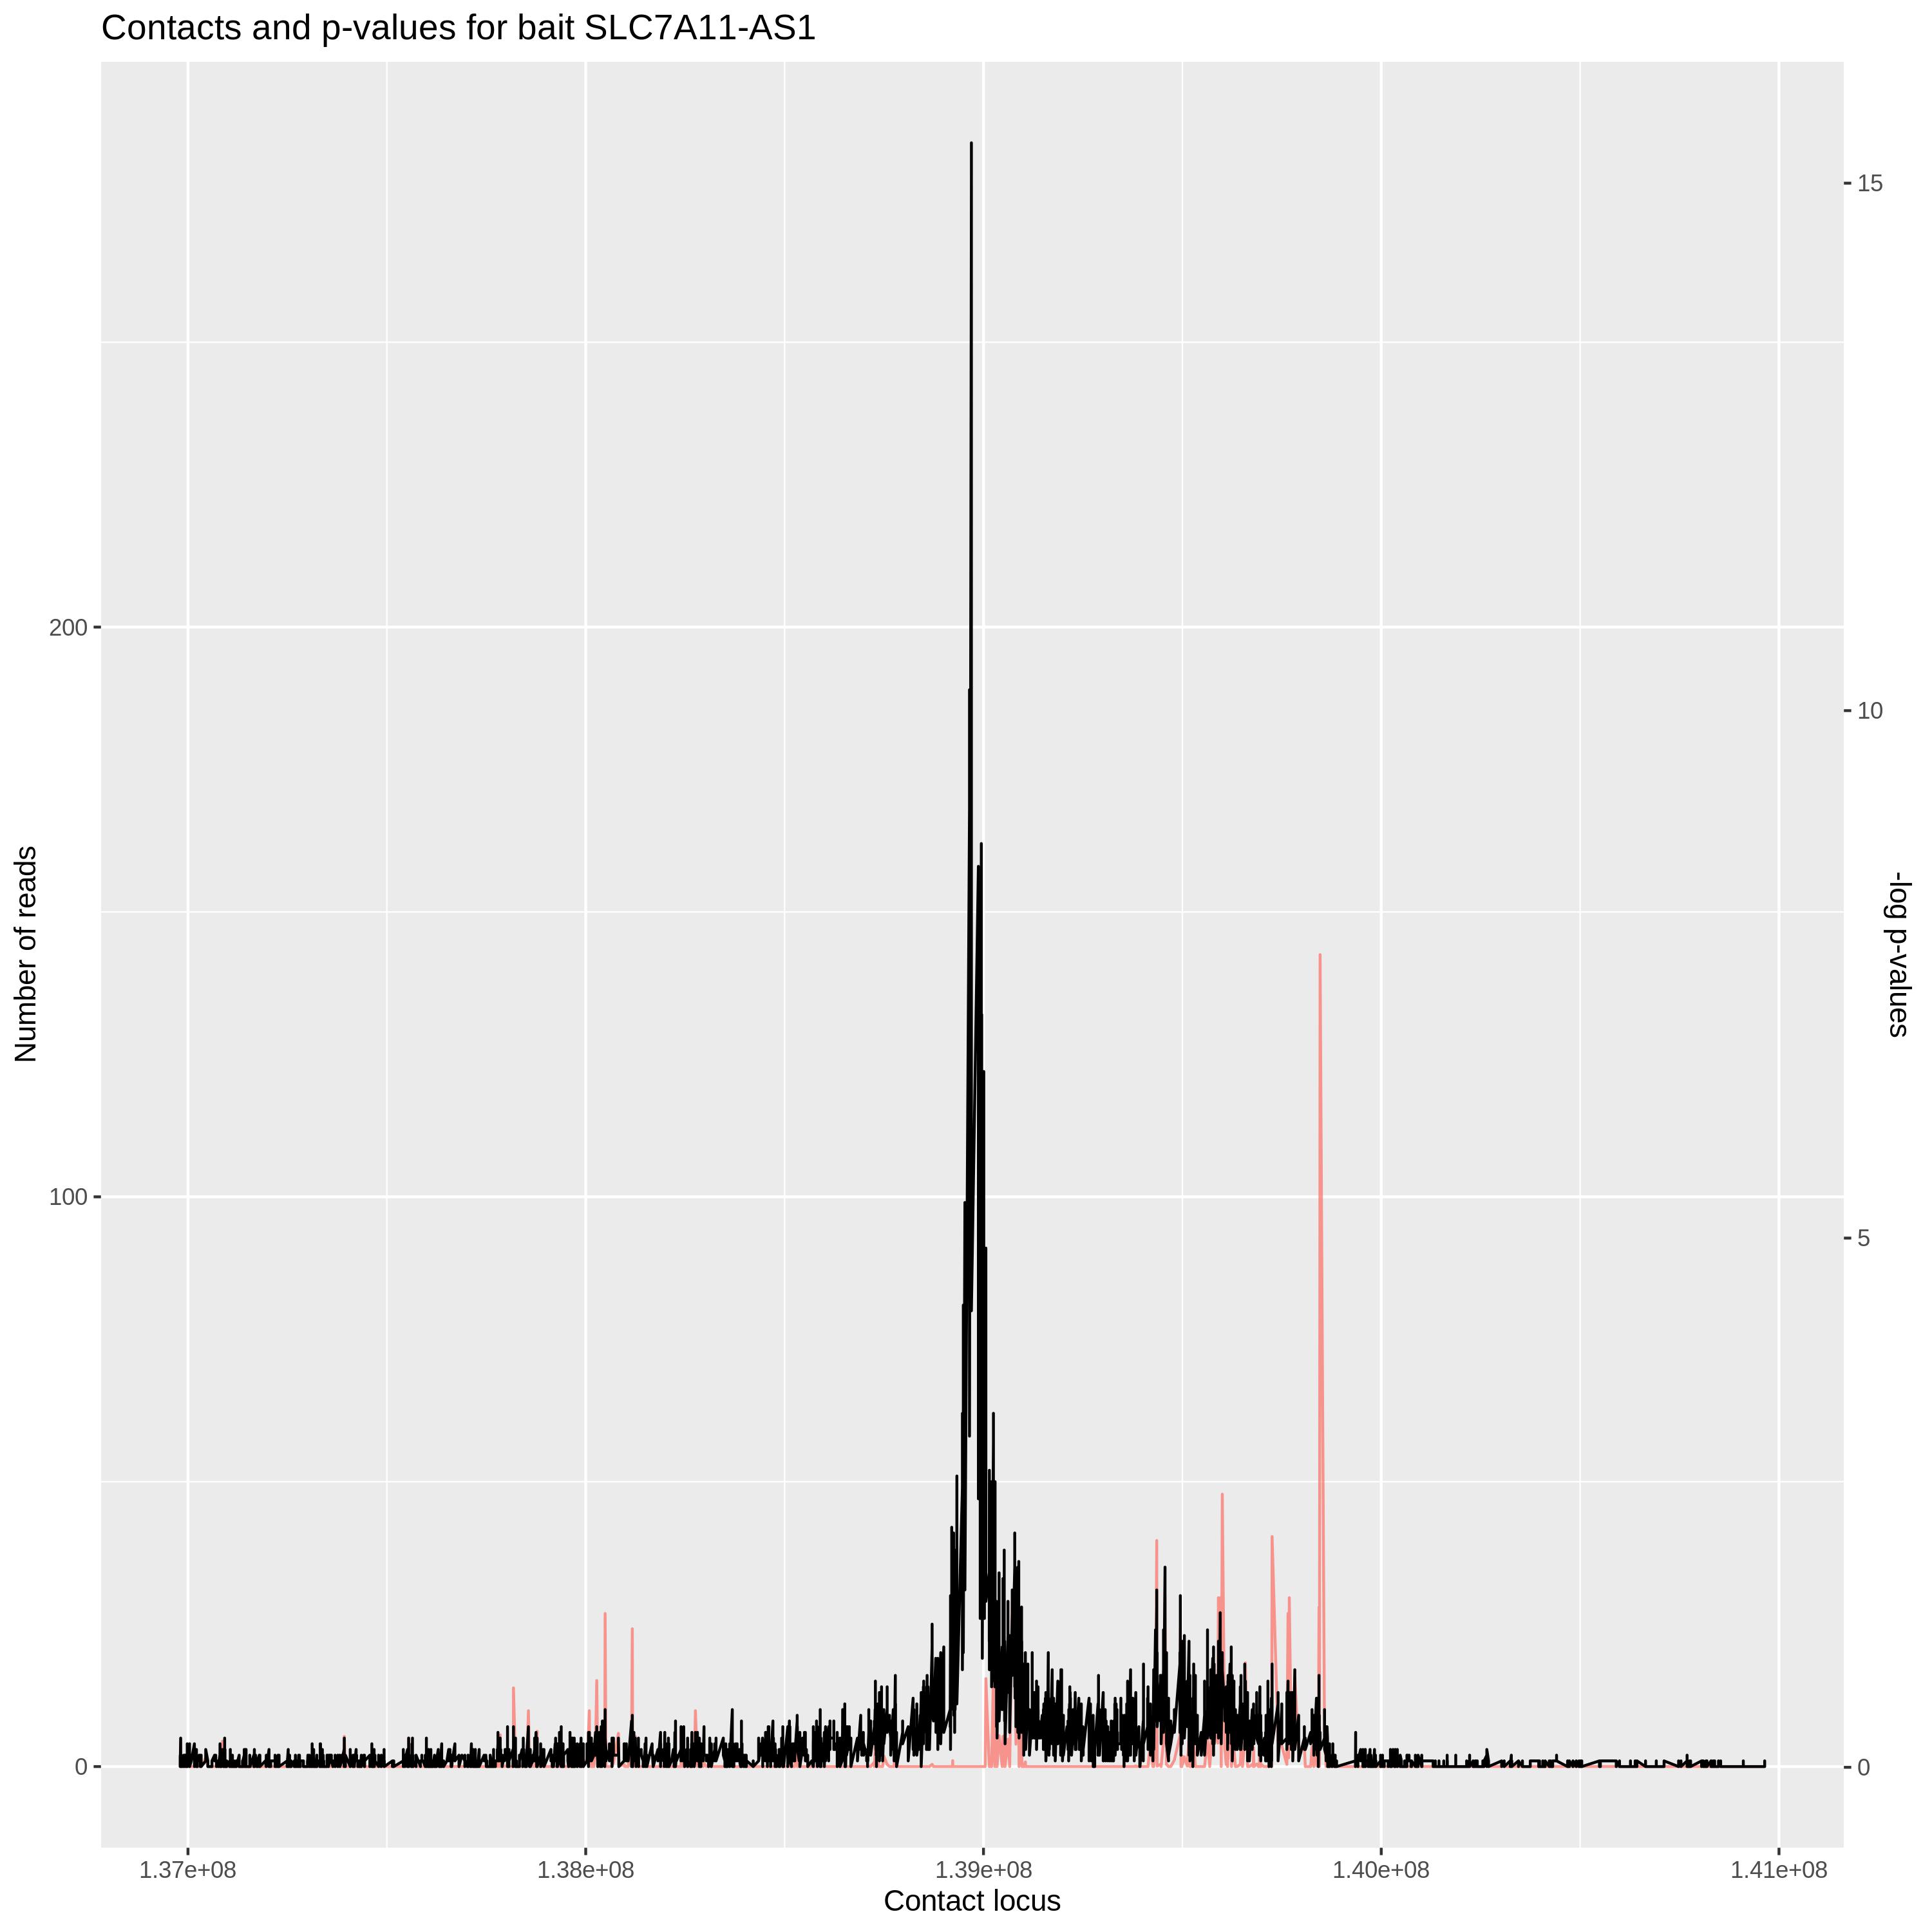 Contacts and p-values for bait SLC7A11-AS1
15
200
10
Number of reads
-log p-values
100
5
0
0
1.37e+08
1.38e+08
1.39e+08
1.40e+08
1.41e+08
Contact locus